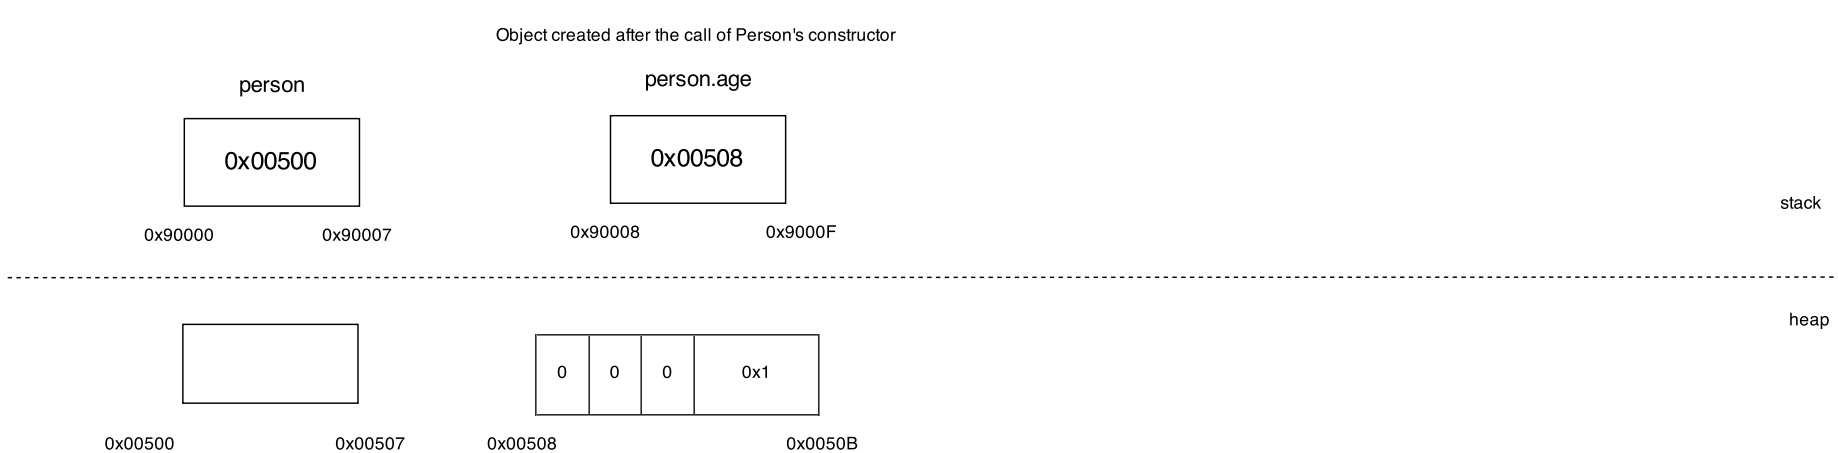 Object created after the call of Person's constructor
person
person.age
0x00500
0x00508
stack
0x90000
0x90007
0x90008
0x9000F
heap
0
0
0
0x1
0x00500
0x00507
0x00508
0x0050B